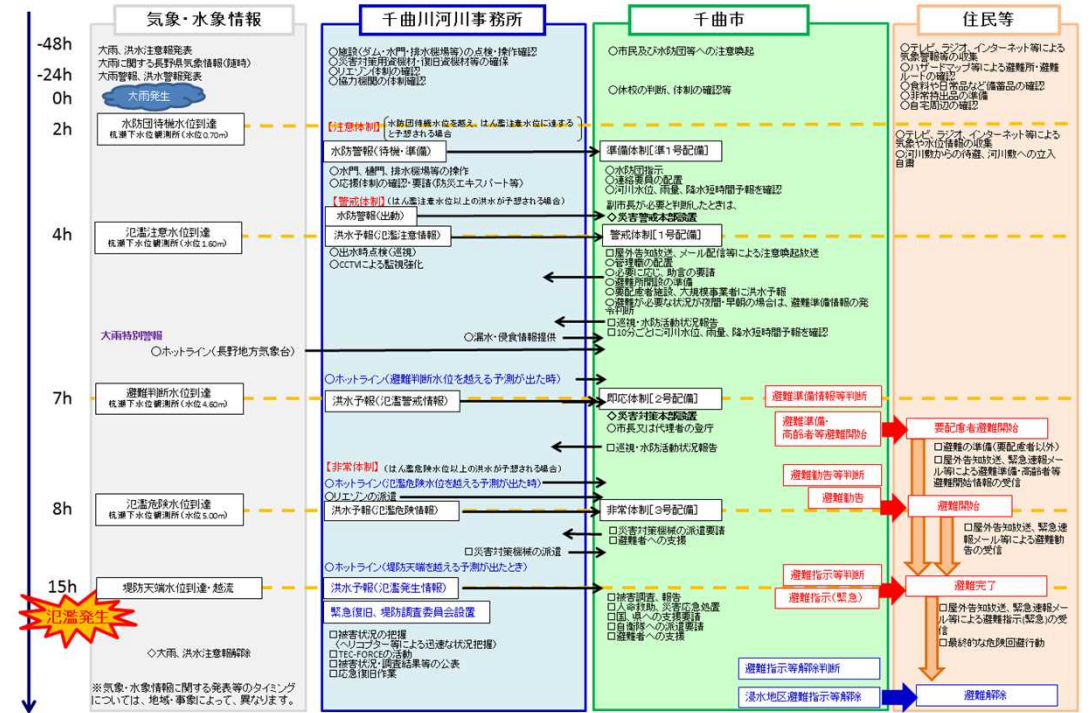 気象・水象情報
千曲川河川事務所
千曲市
住民等
-48h
-24h
0h
2h
4h
7h
8h
15h
氾濫発生
大雨、洪水注意報発表
大雨に関する長野県気象情報(随時)
大雨警報、洪水警報発表
大雨発生
水防団待機水位到達
杭瀬下水位観測所(水位0.70m)
氾濫注意水位到達
杭瀬下水位観測所(水位1.60m)
大雨特別警報
○ホットライン(長野地方気象台)
避難判断水位到達
杭瀬下水位観測所(水位4.60m)
氾濫危険水位到達
杭瀬下水位観測所(水位5.00m)
堤防天端水位到達・越流
◇大雨、洪水注意報解除
※気象・水象情報に関する発表等のタイミング
については、地域・事象によって、異なります。
○施設(ダム・水門・排水機場等)の点検・操作確認
○災害対策用資機材・復旧資機材等の確保
○リエゾン体制の確認
○協力機関の体制確認
【注意体制】
水防団待機水位を越え、はん濫注意水位に達する
と予想される場合
水防警報(待機・準備)
○水門、樋門、排水機場等の操作
○応援体制の確認・要請(防災エキスパート等)
【警戒体制】(はん濫注意水位以上の洪水が予想される場合)
水防警報(出動)
洪水予報(氾濫注意情報)
○出水時点検(巡視)
○CCTVによる監視強化
○漏水・侵食情報提供
○ホットライン(避難判断水位を越える予測が出た時)
洪水予報(氾濫警戒情報)
【非常体制】(はん濫危険水位以上の洪水が予想される場合)
○ホットライン(氾濫危険水位を越える予測が出た時)
○リエゾンの派遣
洪水予報(氾濫危険情報)
□災害対策機械の派遣
○ホットライン(堤防天端を越える予測が出たとき)
洪水予報(氾濫発生情報)
緊急復旧、堤防調査委員会設置
□被害状況の把握
(ヘリコプター等による迅速な状況把握)
□TEC-FORCEの活動
□被害状況・調査結果等の公表
□応急復旧作業
○市民及び水防団等への注意喚起
○休校の判断、体制の確認等
準備体制[準1号配備]
○水防団指示
○連絡要員の配置
○河川水位、雨量、降水短時間予報を確認
副市長が必要と判断したときは、
◇災害警戒本部設置
警戒体制[1号配備]
□屋外告知放送、メール配信等による注意喚起放送
○管理職の配置
○必要に応じ、助言の要請
○避難所開設の準備
○要配慮者施設、大規模事業者に洪水予報
○避難が必要な状況が夜間・早朝の場合は、避難準備情報の発
令判断
□巡視・水防活動状況報告
□10分ごとに河川水位、雨量、降水短時間予報を確認
即応体制[2号配備]
◇災害対策本部設置
○市長又は代理者の登庁
□巡視・水防活動状況報告
非常体制[3号配備]
□災害対策機械の派遣要請
□避難者への支援
□被害調査、報告
□人命救助、災害応急処置
□国、県への支援要請
□自衛隊への派遣要請
□避難者への支援
避難準備情報等判断
避難準備・
高齢者等避難開始
避難勧告等判断
避難勧告
避難指示等判断
避難指示(緊急)
避難指示等解除判断
浸水地区避難指示等解除
○テレビ、ラジオ、インターネット等による
気象警報等の収集
○ハザードマップ等による避難所・避難
ルートの確認
○食料や日常品など備蓄品の確認
○非常持出品の準備
○自宅周辺の確認
○テレビ、ラジオ、インターネット等による
気象や水位情報の収集
○河川敷からの待避、河川敷への立入
自粛
要配慮者避難開始
□避難の準備(要配慮者以外)
□屋外告知放送、緊急速報メー
ル等による避難準備・高齢者等
避難開始情報の受信
避難開始
□屋外告知放送、緊急速
報メール等による避難勧
告の受信
避難完了
□屋外告知放送、緊急速報メー
ル等による避難指示(緊急)の受
信
□最終的な危険回避行動
避難解除